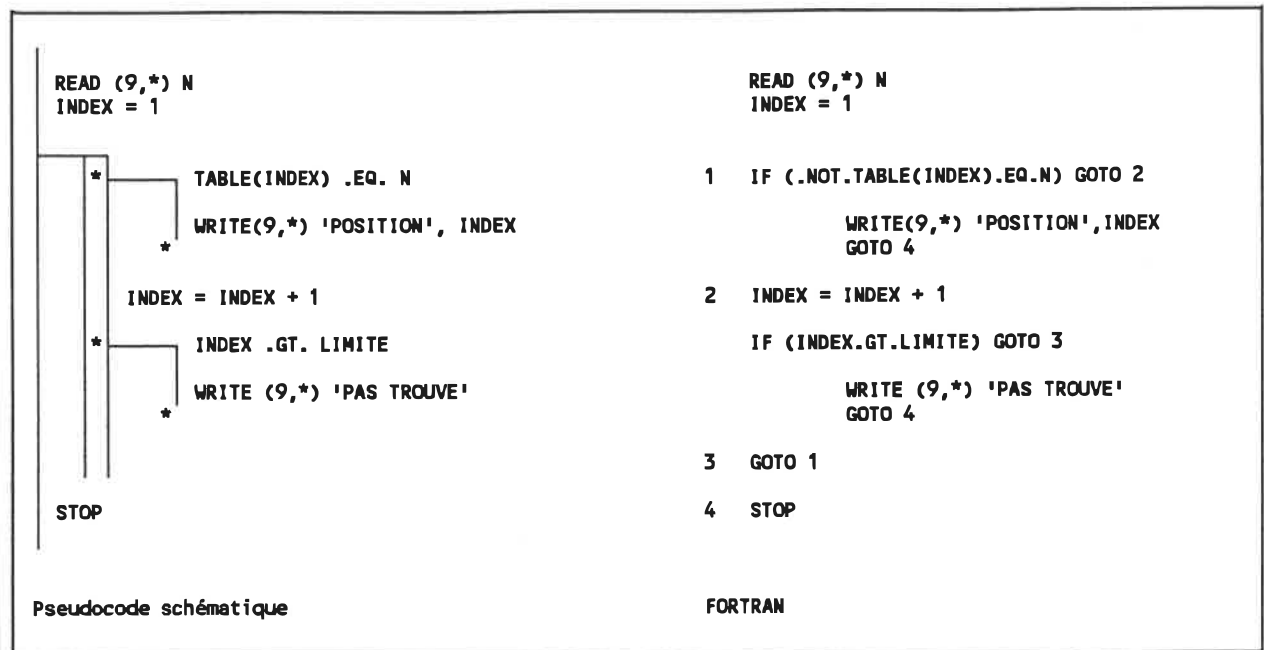 READ (9,*) N
INDEX = 1
* TABLE(INDEX) .EQ. N
WRITE(9,*) 'POSITION', INDEX
*
INDEX = INDEX + 1
* INDEX .GT. LIMITE
WRITE (9,*) 'PAS TROUVE'
*
STOP
Pseudocode schématique
READ (9,*) N
INDEX = 1
1 IF (.NOT.TABLE(INDEX).EQ.N) GOTO 2
WRITE(9,*) 'POSITION',INDEX
GOTO 4
2 INDEX = INDEX + 1
IF (INDEX.GT.LIMITE) GOTO 3
WRITE (9,*) 'PAS TROUVE'
GOTO 4
3 GOTO 1
4 STOP
FORTRAN